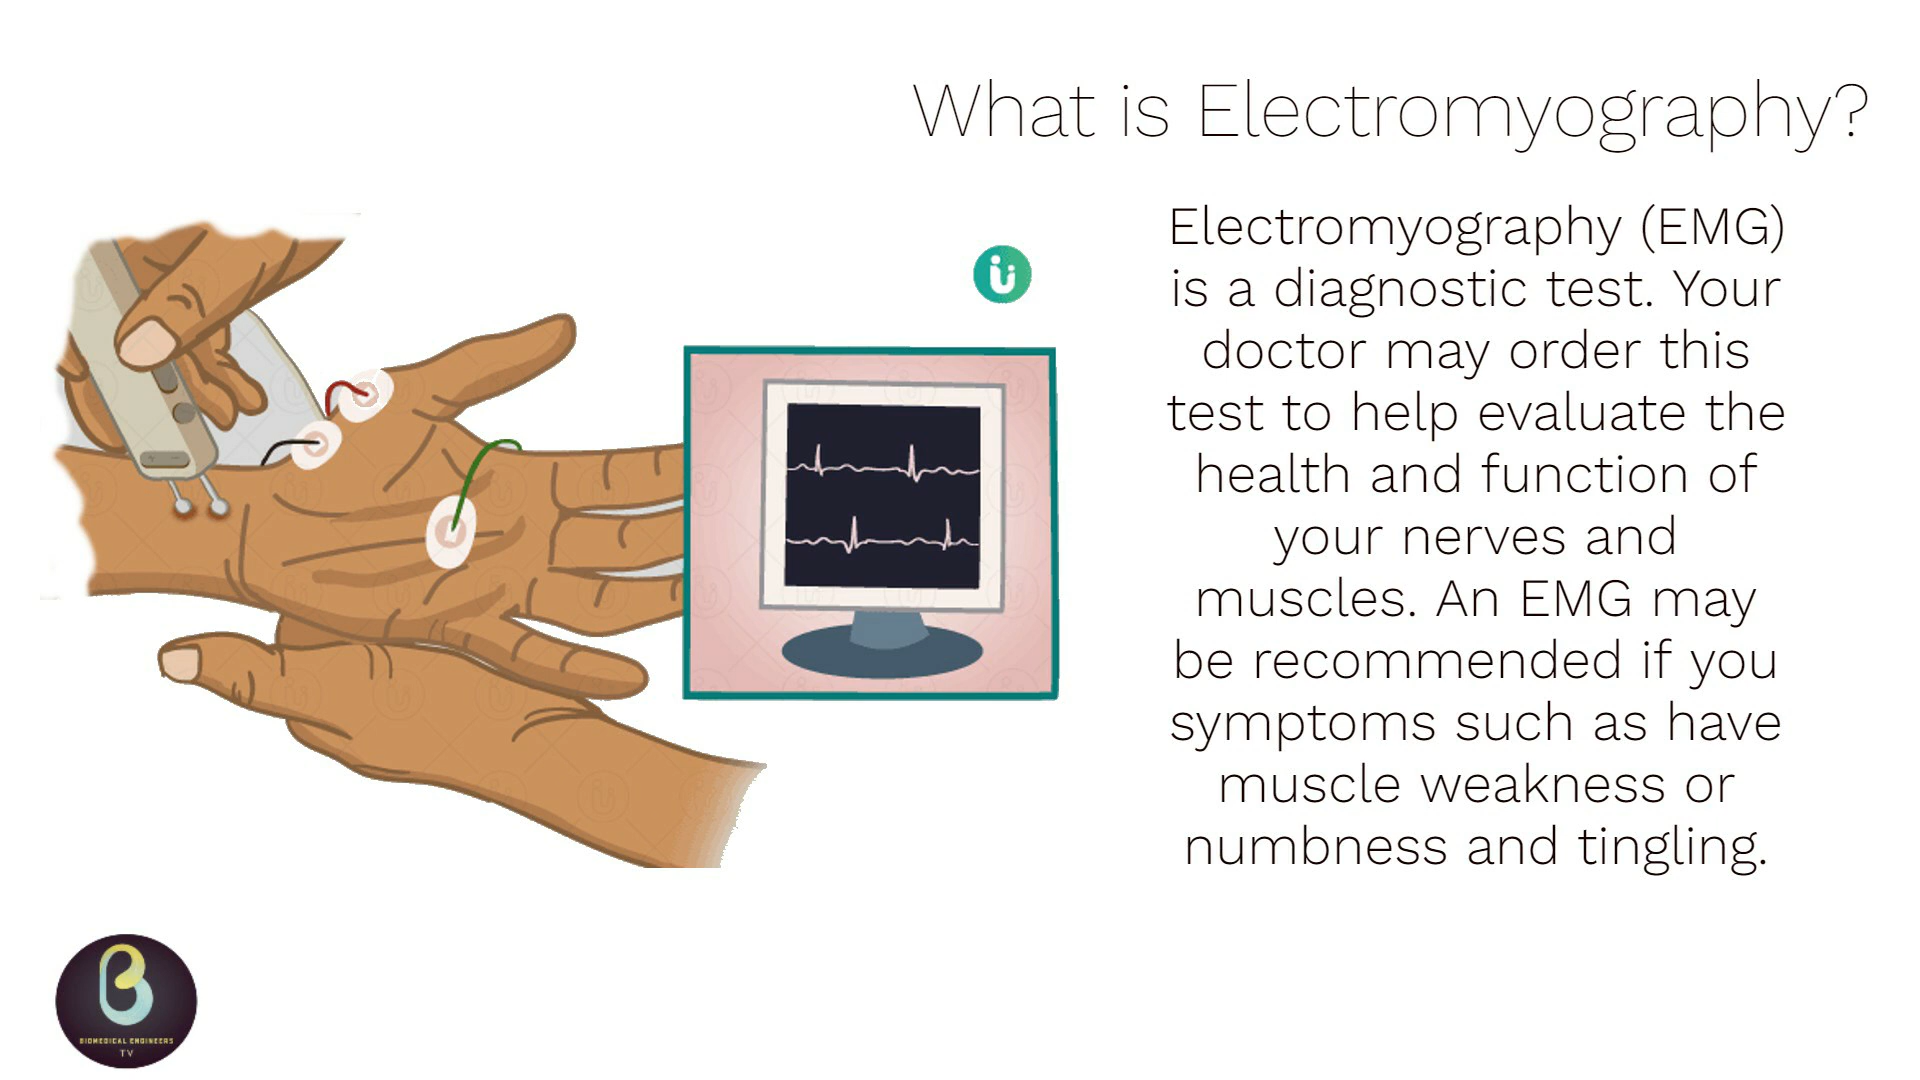 What is Electromyography?
Electromyography (EMG)
is a diagnostic test. Your
doctor may order this
test to help evaluate the
health and function of
your nerves and
muscles. An EMG may
be recommended if you
symptoms such as have
muscle weakness or
numbness and tingling.
BIOMEDICAL ENGINEERS
TV